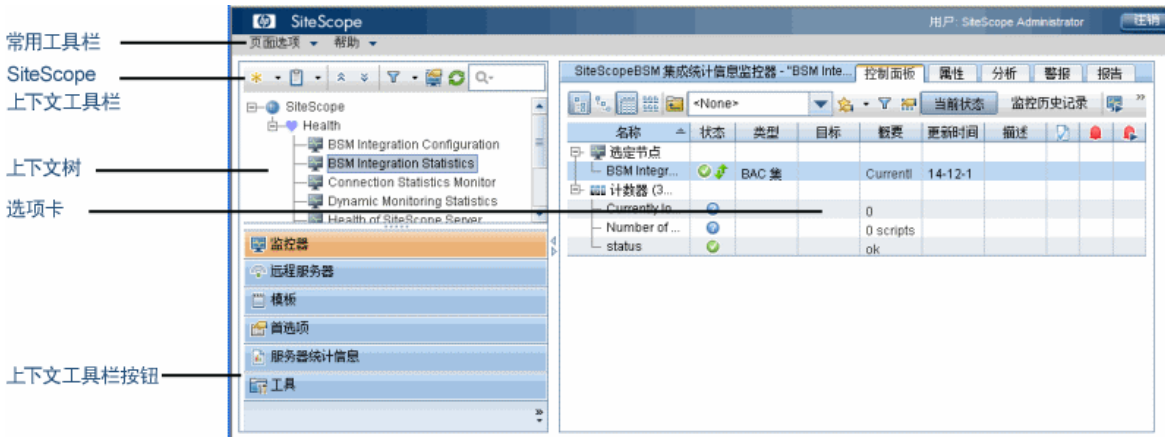 SiteScope
用户: SiteScope Administrator
注销
常用工具栏
页面选项
帮助
SiteScope
上下文工具栏
上下文树
选项卡
上下文工具栏按钮
SiteScope
Health
BSM Integration Configuration
BSM Integration Statistics
Connection Statistics Monitor
Dynamic Monitoring Statistics
Health of SiteScope Server
监控器
远程服务器
模板
首选项
服务器统计信息
工具
SiteScopeBSM 集成统计信息监控器 - "BSM Inte...
控制面板 属性 分析 警报 报告
<None> 当前状态 监控历史记录
名称 状态 类型 目标 概要 更新时间 描述
选定节点
BSM Integr... BAC 集 Currentl 14-12-1
计数器 (3...
Currently lo... 0
Number of ... 0 scripts
status ok